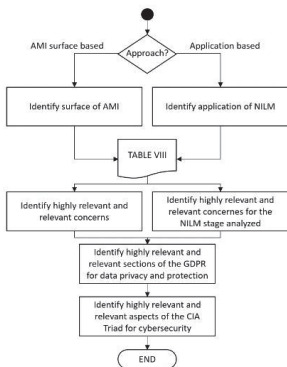 AMI surface based
Application based
Approach?
Identify surface of AMI
Identify application of NILM
TABLE VIII
Identify highly relevant and
relevant concerns
Identify highly relevant and
relevant concernes for the
NILM stage analyzed
Identify highly relevant and
relevant sections of the GDPR
for data privacy and protection
Identify highly relevant and
relevant aspects of the CIA
Triad for cybersecurity
END